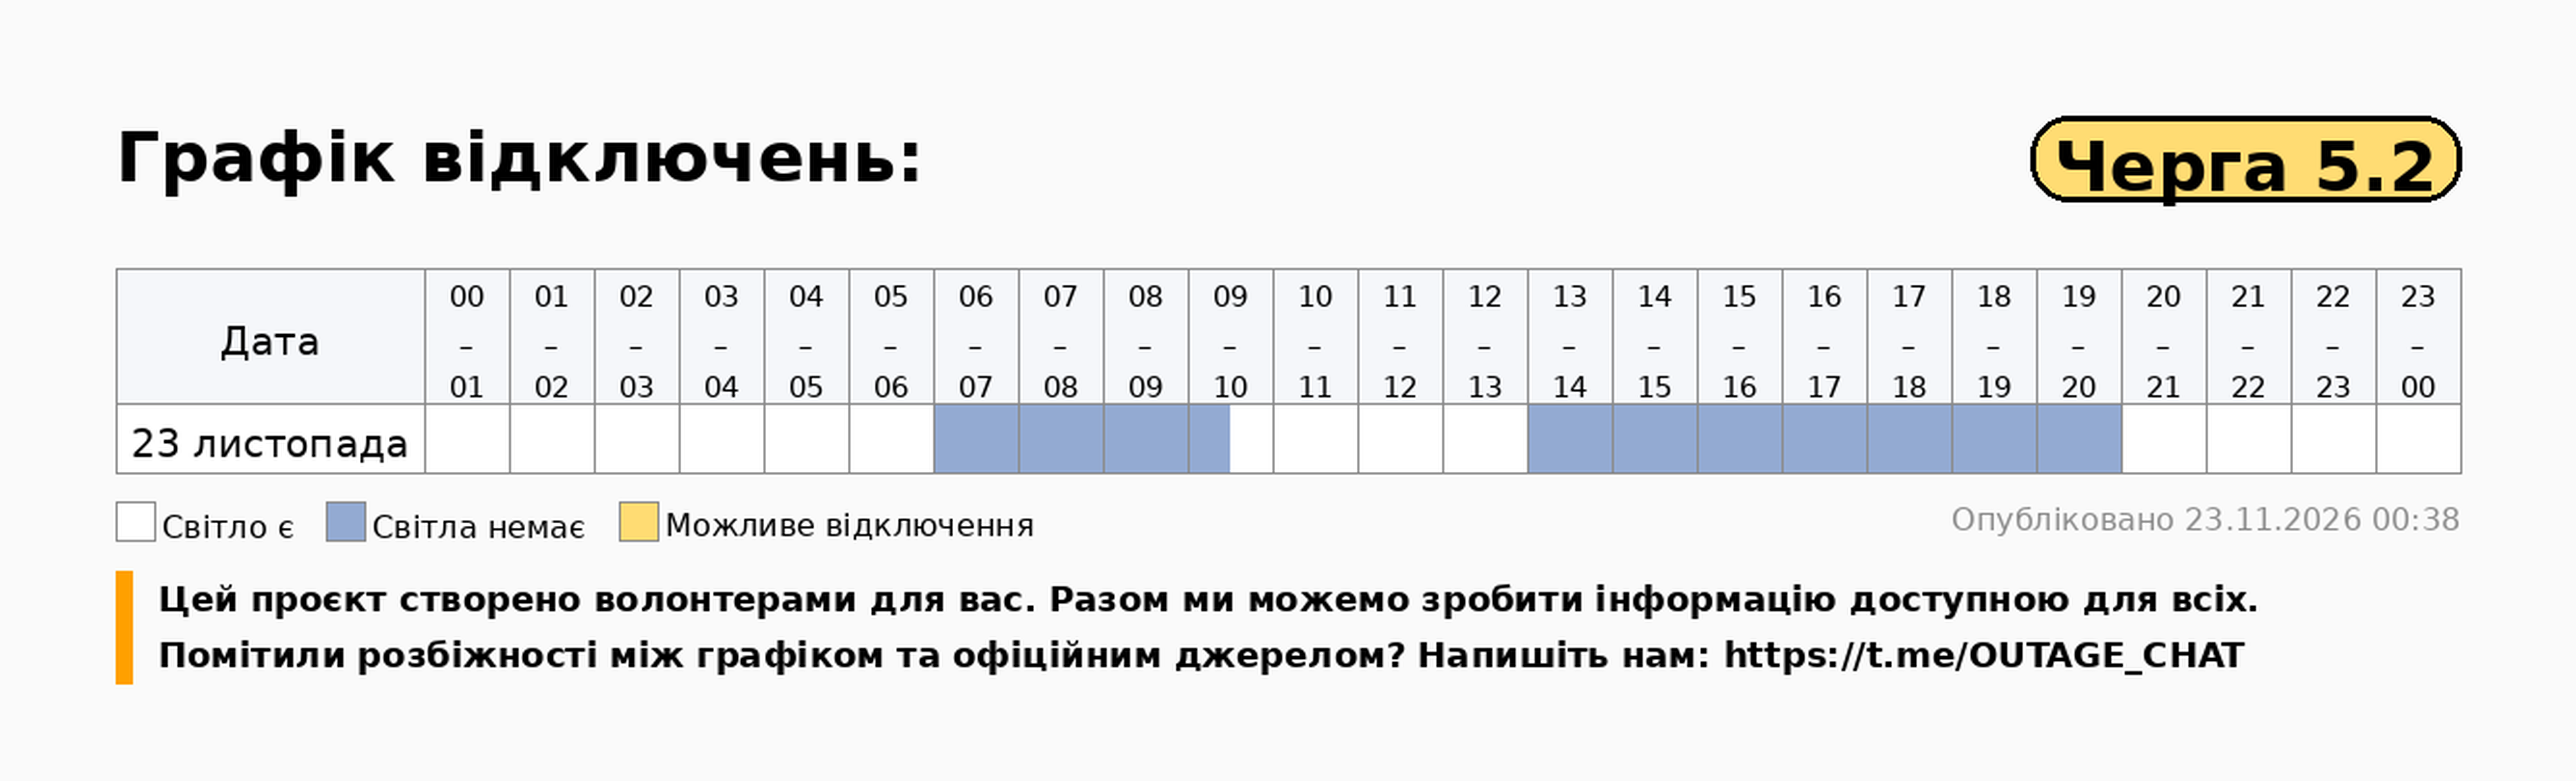 Графік відключень:
Черга 5.2
Дата
00 – 01
01 – 02
02 – 03
03 – 04
04 – 05
05 – 06
06 – 07
07 – 08
08 – 09
09 – 10
10 – 11
11 – 12
12 – 13
13 – 14
14 – 15
15 – 16
16 – 17
17 – 18
18 – 19
19 – 20
20 – 21
21 – 22
22 – 23
23 – 00
23 листопада
Світло є
Світла немає
Можливе відключення
Опубліковано 23.11.2026 00:38
Цей проєкт створено волонтерами для вас. Разом ми можемо зробити інформацію доступною для всіх.
Помітили розбіжності між графіком та офіційним джерелом? Напишіть нам: https://t.me/OUTAGE_CHAT